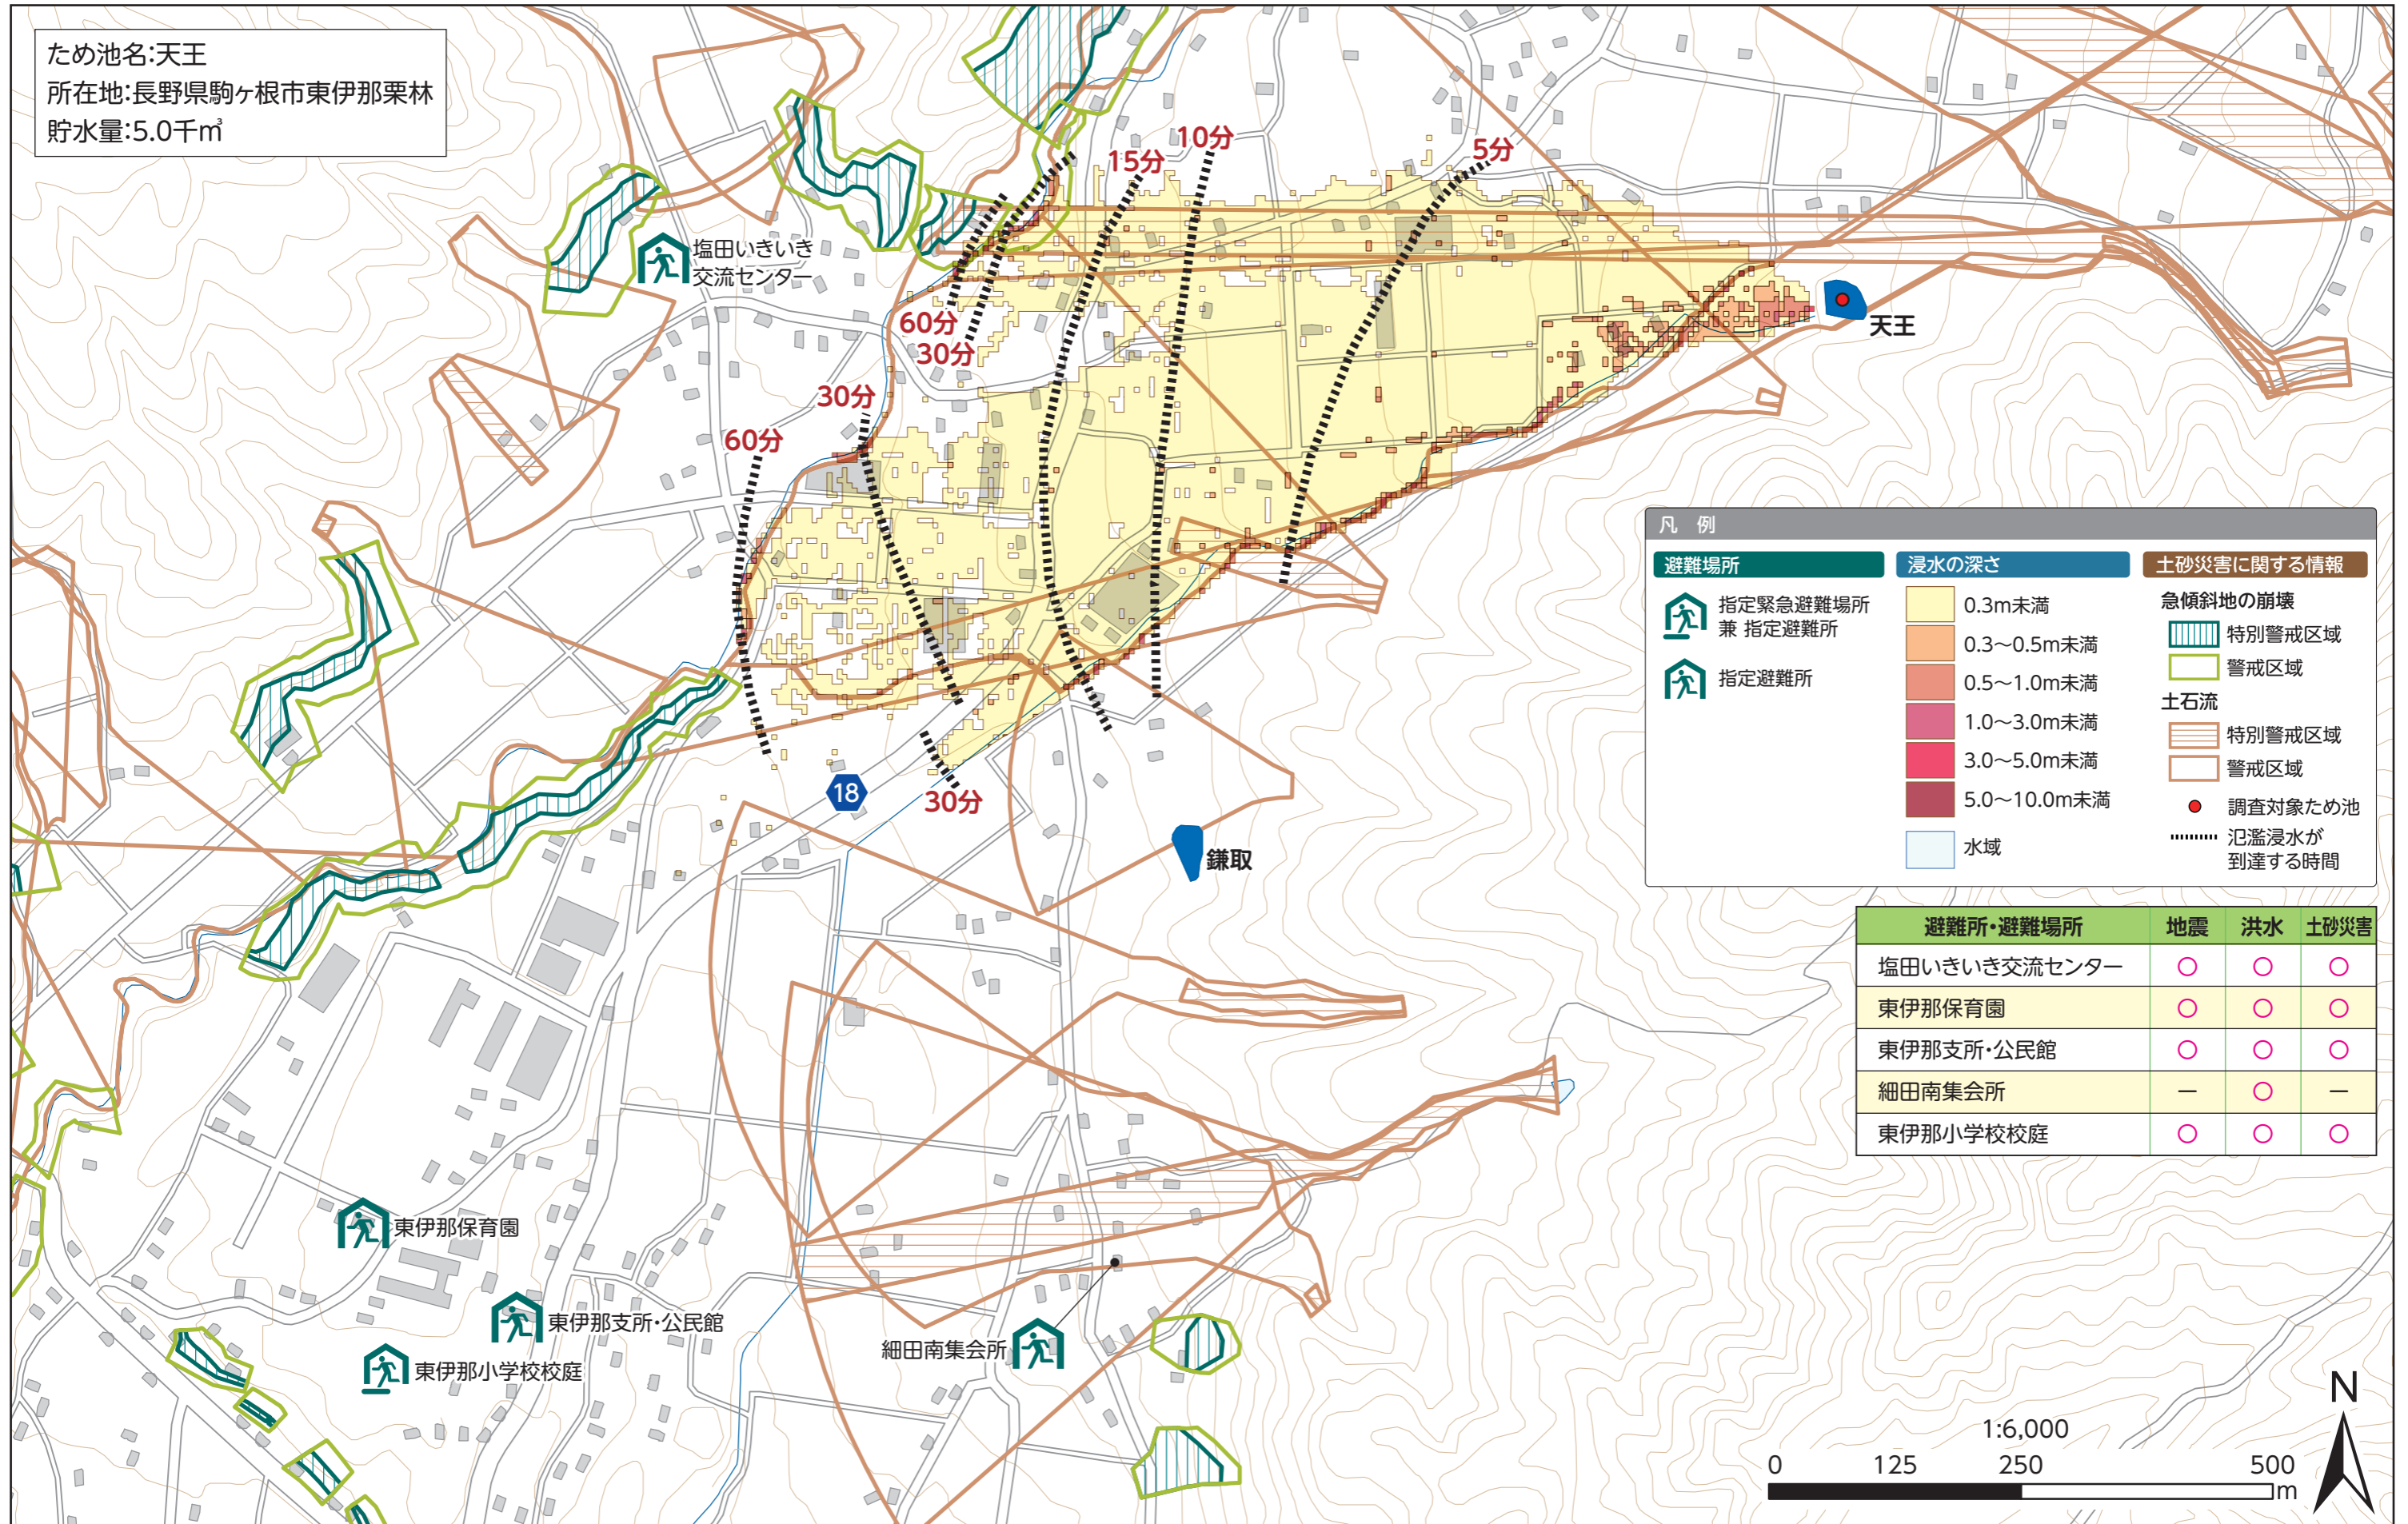 ため池名:天王
所在地:長野県駒ヶ根市東伊那栗林
貯水量:5.0千㎥
10分
15分
5分
塩田いきいき
交流センター
60分
30分
天王
30分
60分
18
30分
鎌取
凡 例
避難場所
指定緊急避難場所
兼 指定避難所
指定避難所
浸水の深さ
0.3m未満
0.3～0.5m未満
0.5～1.0m未満
1.0～3.0m未満
3.0～5.0m未満
5.0～10.0m未満
水域
土砂災害に関する情報
急傾斜地の崩壊
特別警戒区域
警戒区域
土石流
特別警戒区域
警戒区域
調査対象ため池
氾濫浸水が
到達する時間
避難所・避難場所 地震 洪水 土砂災害
塩田いきいき交流センター ○ ○ ○
東伊那保育園 ○ ○ ○
東伊那支所・公民館 ○ ○ ○
細田南集会所 － ○ －
東伊那小学校校庭 ○ ○ ○
東伊那保育園
東伊那支所・公民館
細田南集会所
東伊那小学校校庭
N
1:6,000
0 125 250 500
m